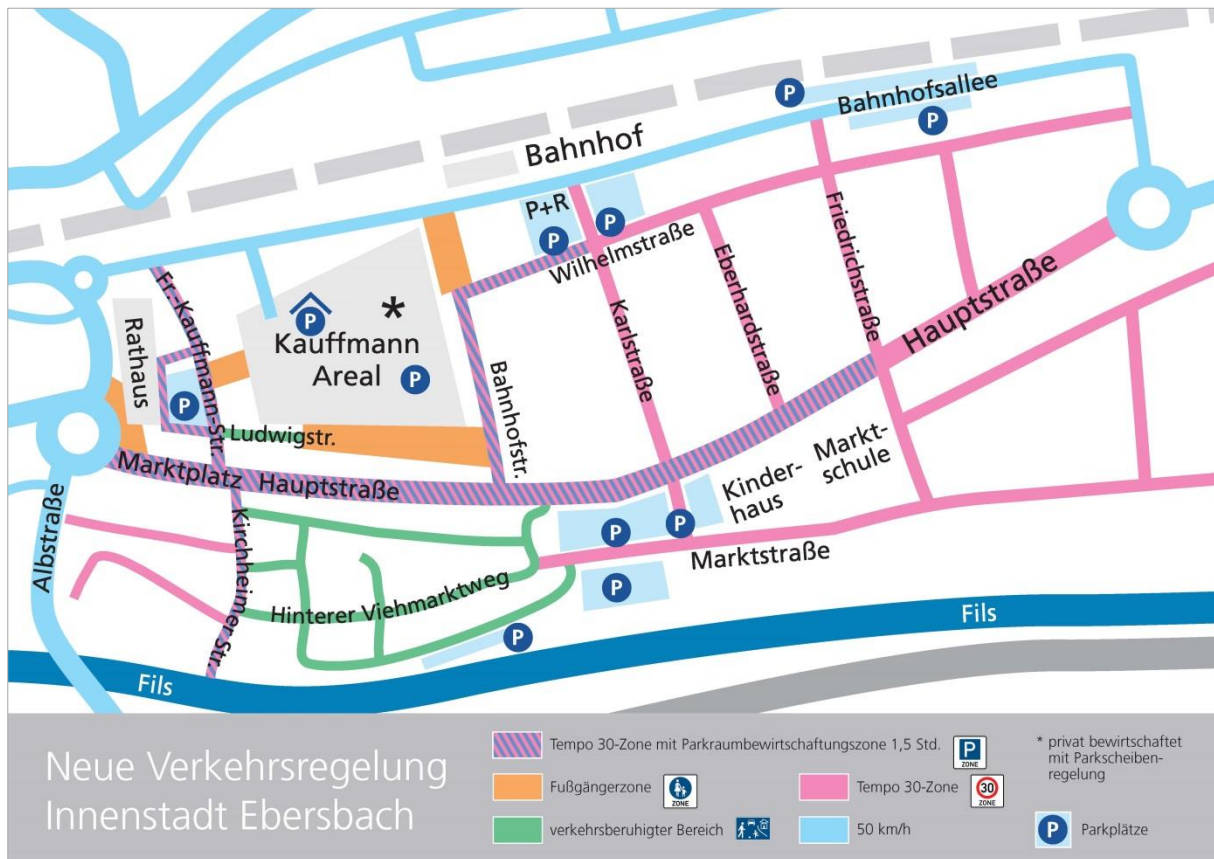 Bahnhofsallee
P
P
Bahnhof
P+R
P
P
Wilhelmstraße
Friedrichstraße
Eberhardstraße
Karlstraße
Hauptstraße
Fr.-Kauffmann-Str.
Rathaus
P
*
Kauffmann
Areal
P
P
Bahnhofstr.
Ludwigstr.
Marktplatz
Hauptstraße
Kinder-
haus
Markt-
schule
Albstraße
Kirchheimer Str.
P
P
Marktstraße
P
Hinterer Viehmarktweg
P
Fils
Fils
Neue Verkehrsregelung
Innenstadt Ebersbach
Tempo 30-Zone mit Parkraumbewirtschaftungszone 1,5 Std.
P
ZONE
Fußgängerzone
ZONE
verkehrsberuhigter Bereich
Tempo 30-Zone
30
ZONE
50 km/h
* privat bewirtschaftet
mit Parkscheiben-
regelung
P
Parkplätze